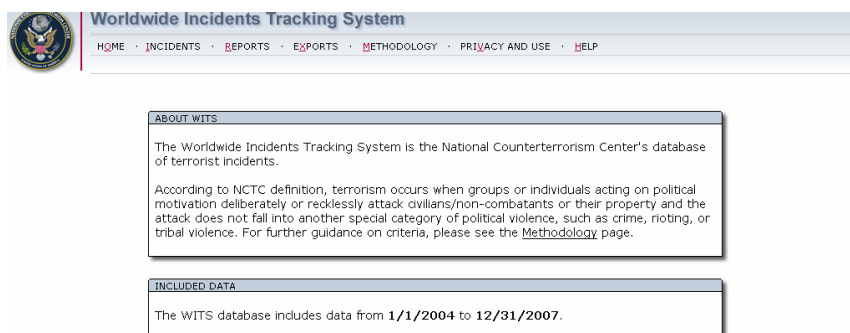 Worldwide Incidents Tracking System
HOME · INCIDENTS · REPORTS · EXPORTS · METHODOLOGY · PRIVACY AND USE · HELP
ABOUT WITS
The Worldwide Incidents Tracking System is the National Counterterrorism Center's database
of terrorist incidents.
According to NCTC definition, terrorism occurs when groups or individuals acting on political
motivation deliberately or recklessly attack civilians/non-combatants or their property and the
attack does not fall into another special category of political violence, such as crime, rioting, or
tribal violence. For further guidance on criteria, please see the Methodology page.
INCLUDED DATA
The WITS database includes data from 1/1/2004 to 12/31/2007.